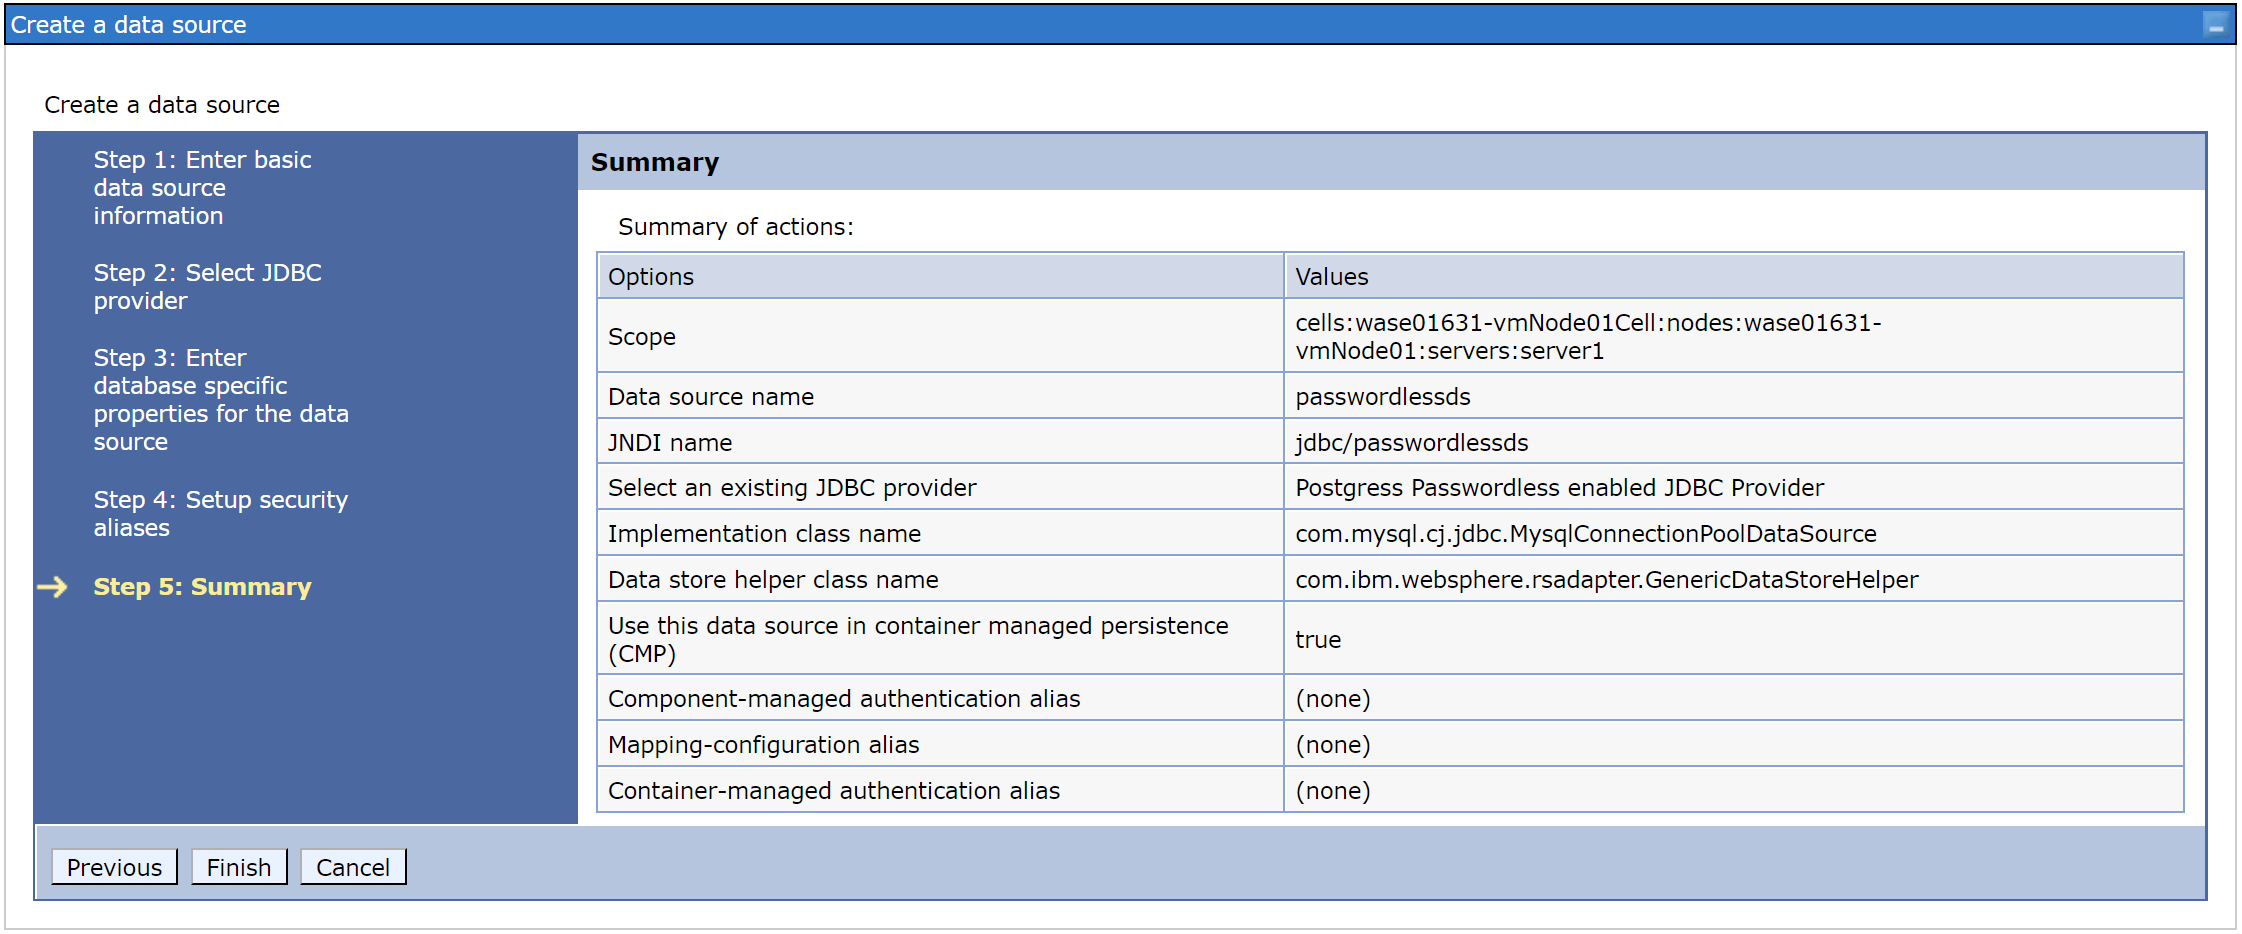 Create a data source
Create a data source
Step 1: Enter basic
data source
information
Step 2: Select JDBC
provider
Step 3: Enter
database specific
properties for the data
source
Step 4: Setup security
aliases
Step 5: Summary
Summary
Summary of actions:
Options Values
Scope
cells:wase01631-vmNode01Cell:nodes:wase01631-
vmNode01:servers:server1
Data source name passwordlessds
JNDI name jdbc/passwordlessds
Select an existing JDBC provider Postgress Passwordless enabled JDBC Provider
Implementation class name com.mysql.cj.jdbc.MysqlConnectionPoolDataSource
Data store helper class name com.ibm.websphere.rsadapter.GenericDataStoreHelper
Use this data source in container managed persistence
(CMP)
true
Component-managed authentication alias (none)
Mapping-configuration alias (none)
Container-managed authentication alias (none)
Previous Finish Cancel